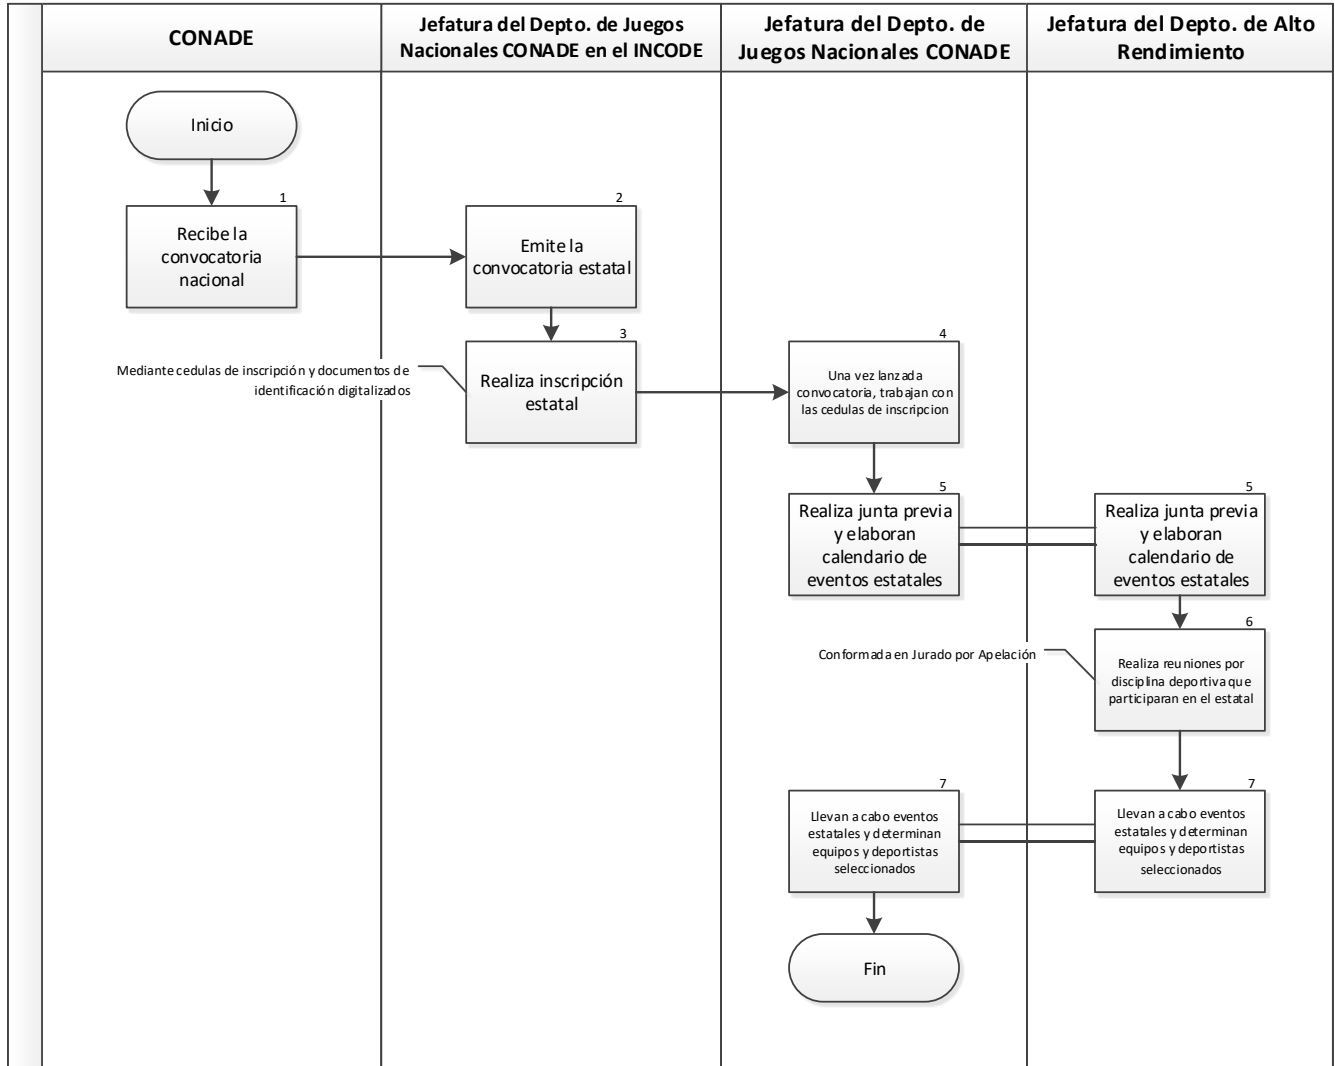 CONADE
Jefatura del Depto. de Juegos
Nacionales CONADE en el INCODE
Jefatura del Depto. de
Juegos Nacionales CONADE
Jefatura del Depto. de Alto
Rendimiento
Inicio
1
Recibe la
convocatoria
nacional
2
Emite la
convocatoria estatal
3
Realiza inscripción
estatal
Mediante cedulas de inscripción y documentos de
identificación digitalizados
4
Una vez lanzada
convocatoria, trabajan con
las cedulas de inscripcion
5
Realiza junta previa
y elaboran
calendario de
eventos estatales
5
Realiza junta previa
y elaboran
calendario de
eventos estatales
6
Realiza reuniones por
disciplina deportiva que
participaran en el estatal
Conformada en Jurado por Apelación
7
Llevan a cabo eventos
estatales y determinan
equipos y deportistas
seleccionados
7
Llevan a cabo eventos
estatales y determinan
equipos y deportistas
seleccionados
Fin